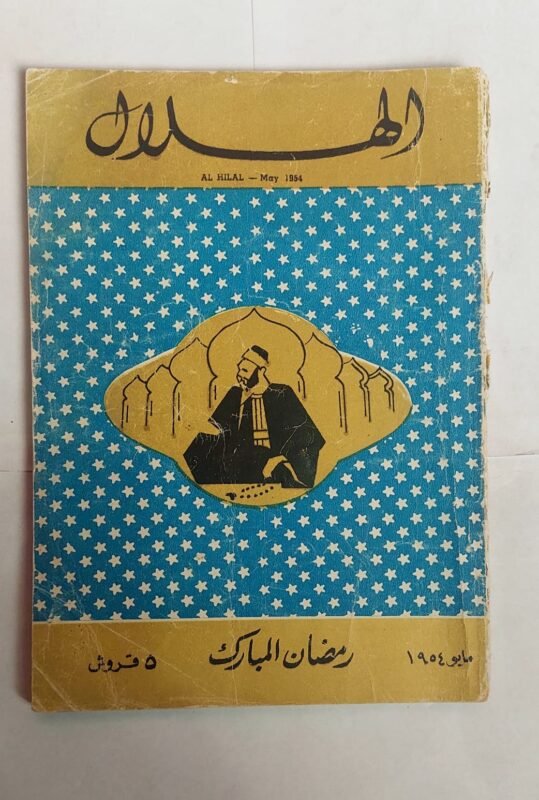 الهلال
AL HILAL — May 1954
مايو ١٩٥٤ رمضان المبارك ٥ قروش